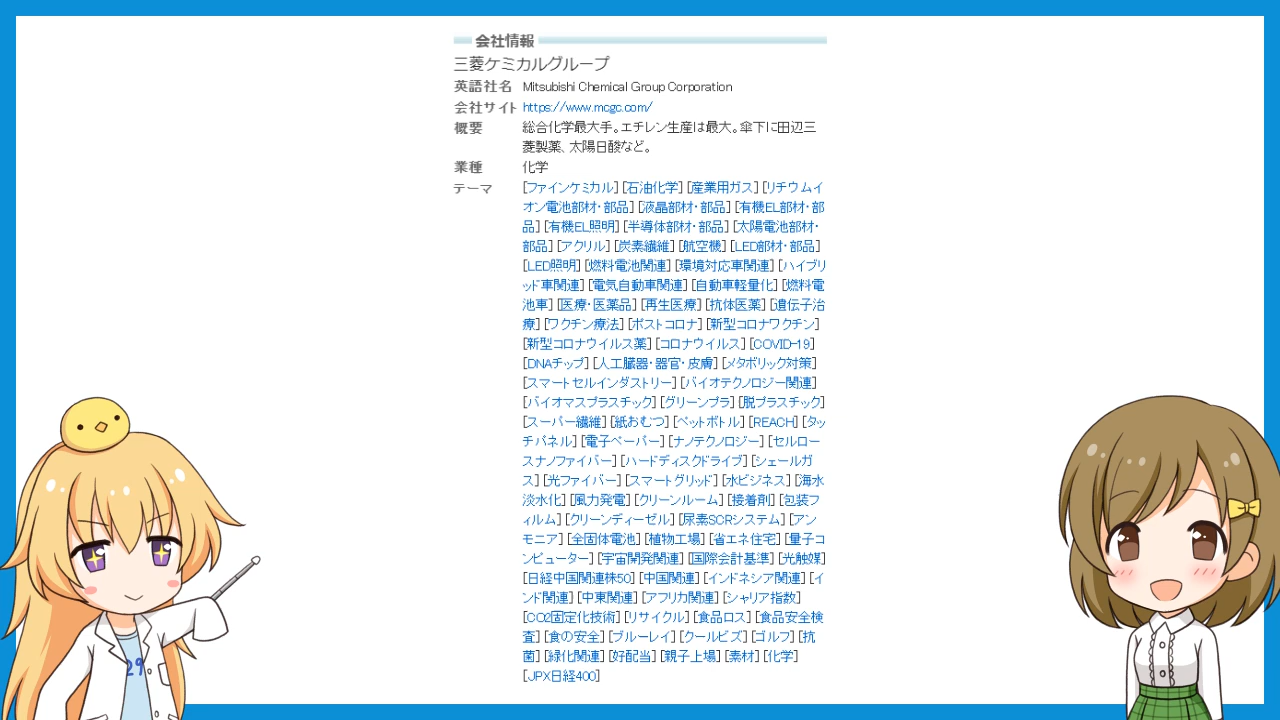 会社情報
三菱ケミカルグループ
英語社名 Mitsubishi Chemical Group Corporation
会社サイト https://www.mcgc.com/
概要 総合化学最大手。エチレン生産は最大。傘下に田辺三
菱製薬、太陽日酸など。
業種 化学
テーマ [ファインケミカル] [石油化学] [産業用ガス] [リチウムイ
オン電池部材・部品] [液晶部材・部品] [有機EL部材・部
品] [有機EL照明] [半導体部材・部品] [太陽電池部材・
部品] [アクリル] [炭素繊維] [航空機] [LED部材・部品]
[LED照明] [燃料電池関連] [環境対応車関連] [ハイブリ
ッド車関連] [電気自動車関連] [自動車軽量化] [燃料電
池車] [医療・医薬品] [再生医療] [抗体医薬] [遺伝子治
療] [ワクチン療法] [ポストコロナ] [新型コロナワクチン]
[新型コロナウイルス薬] [コロナウイルス] [COVID-19]
[DNAチップ] [人工臓器・器官・皮膚] [メタボリック対策]
[スマートセルインダストリー] [バイオテクノロジー関連]
[バイオマスプラスチック] [グリーンプラ] [脱プラスチック]
[スーパー繊維] [紙おむつ] [ペットボトル] [REACH] [タッ
チパネル] [電子ペーパー] [ナノテクノロジー] [セルロー
スナノファイバー] [ハードディスクドライブ] [シェールガ
ス] [光ファイバー] [スマートグリッド] [水ビジネス] [海水
淡水化] [風力発電] [クリーンルーム] [接着剤] [包装フ
ィルム] [クリーンディーゼル] [尿素SCRシステム] [アン
モニア] [全固体電池] [植物工場] [省エネ住宅] [量子コ
ンピューター] [宇宙開発関連] [国際会計基準] [光触媒]
[日経中国関連株50] [中国関連] [インドネシア関連] [イ
ンド関連] [中東関連] [アフリカ関連] [シャリア指数]
[CO2固定化技術] [リサイクル] [食品ロス] [食品安全検
査] [食の安全] [ブルーレイ] [クールビズ] [ゴルフ] [抗
菌] [緑化関連] [好配当] [親子上場] [素材] [化学]
[JPX日経400]
29